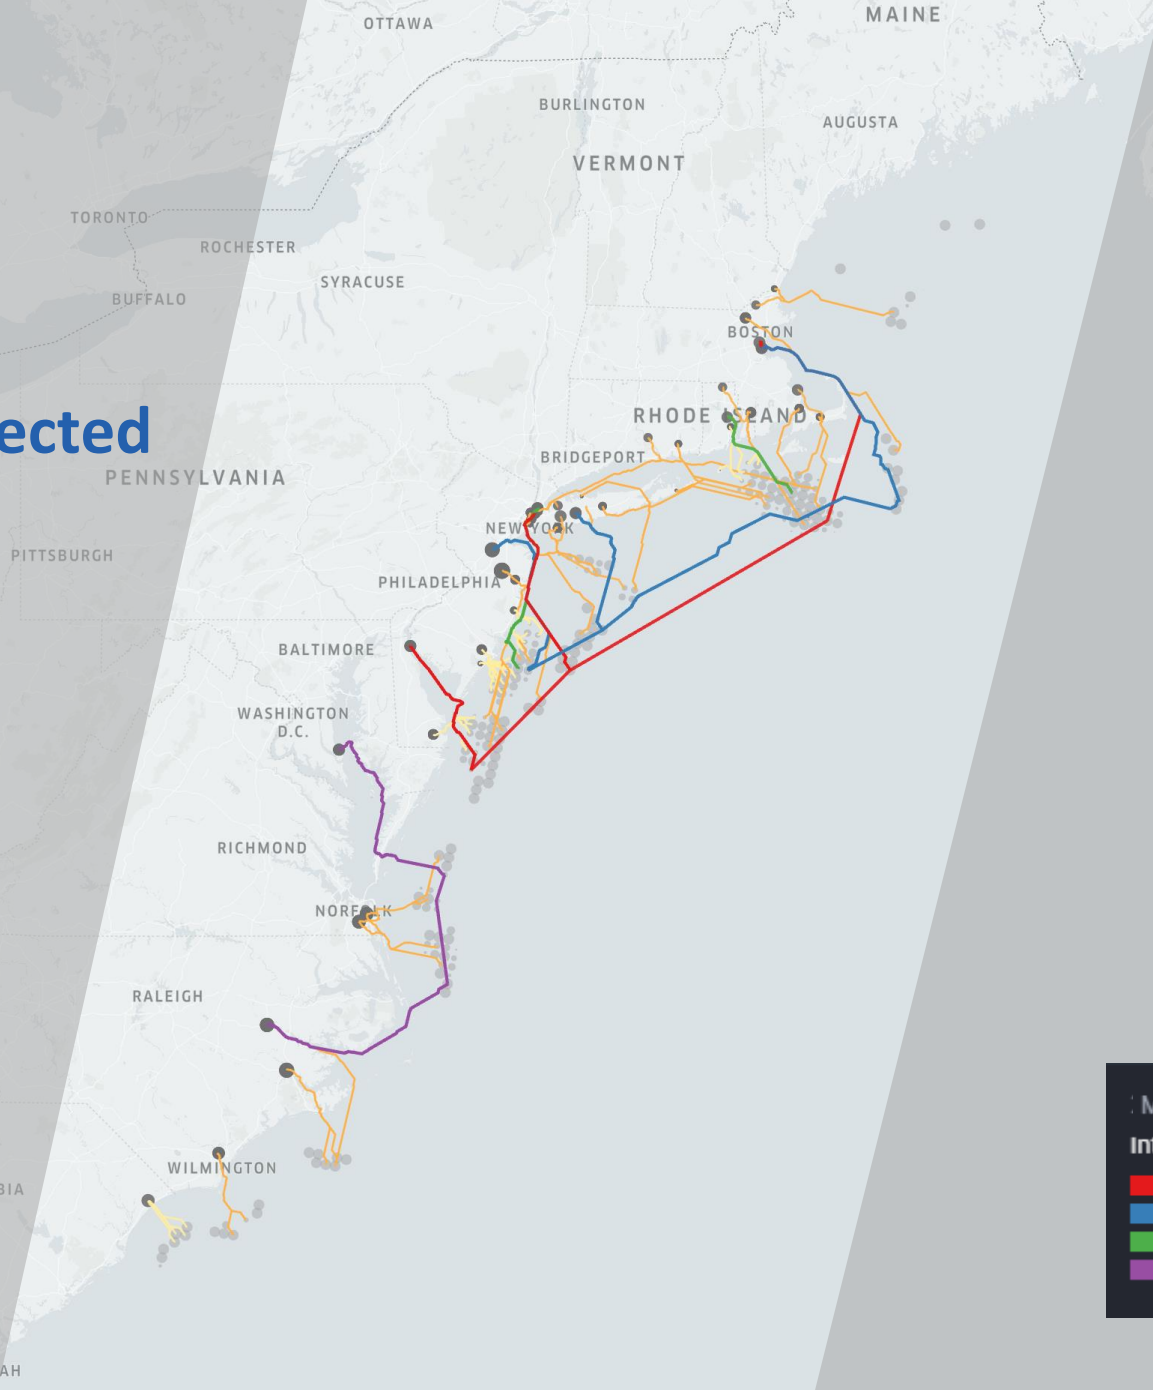 OTTAWA
MAINE
BURLINGTON
AUGUSTA
VERMONT
TORONTO
ROCHESTER
SYRACUSE
BUFFALO
BOSTON
ected
RHODE ISLAND
BRIDGEPORT
PENNSYLVANIA
NEW YORK
PITTSBURGH
PHILADELPHIA
BALTIMORE
WASHINGTON
D.C.
RICHMOND
NORFOLK
RALEIGH
M
Int
WILMINGTON
BIA
AH